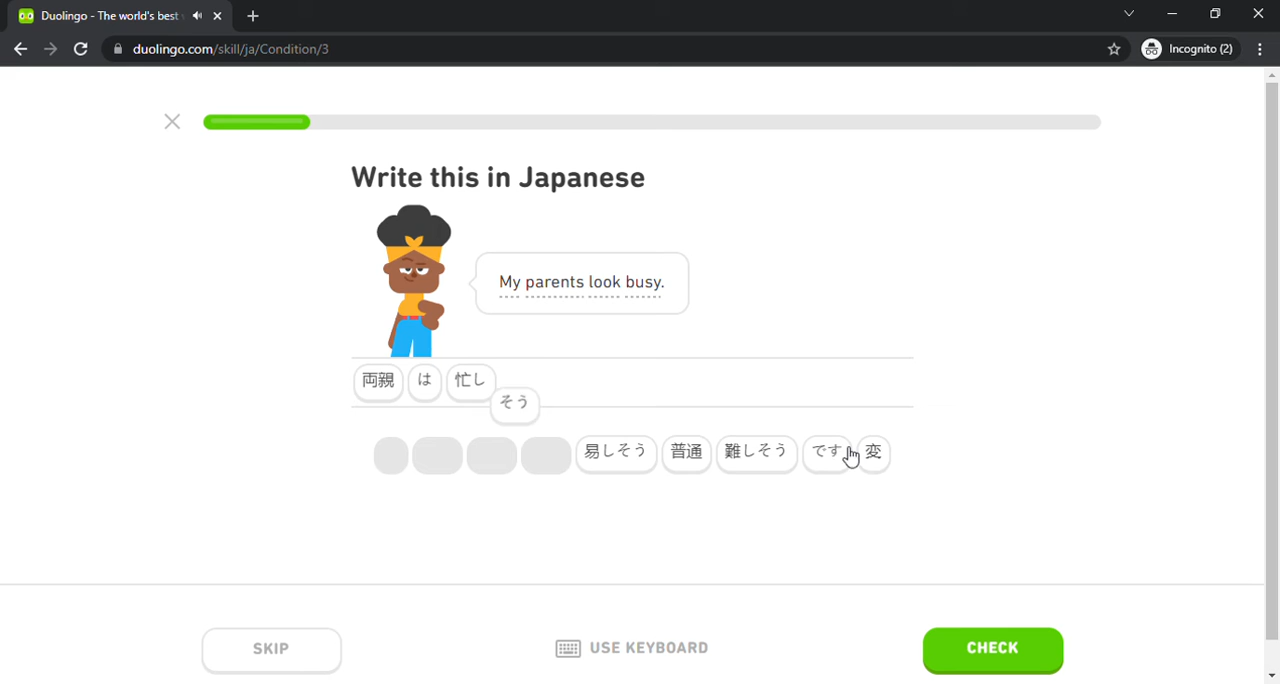 Duolingo - The world's best
duolingo.com/skill/ja/Condition/3
Incognito (2)
Write this in Japanese
My parents look busy.
両親 は 忙し
そう
易しそう 普通 難しそう です 変
SKIP
USE KEYBOARD
CHECK